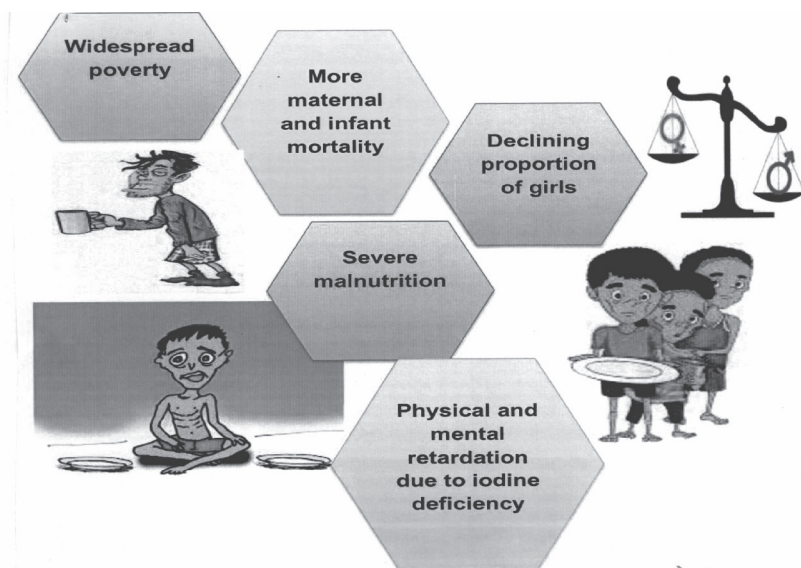 Widespread
poverty
More
maternal
and infant
mortality
Declining
proportion
of girls
Severe
malnutrition
Physical and
mental
retardation
due to iodine
deficiency